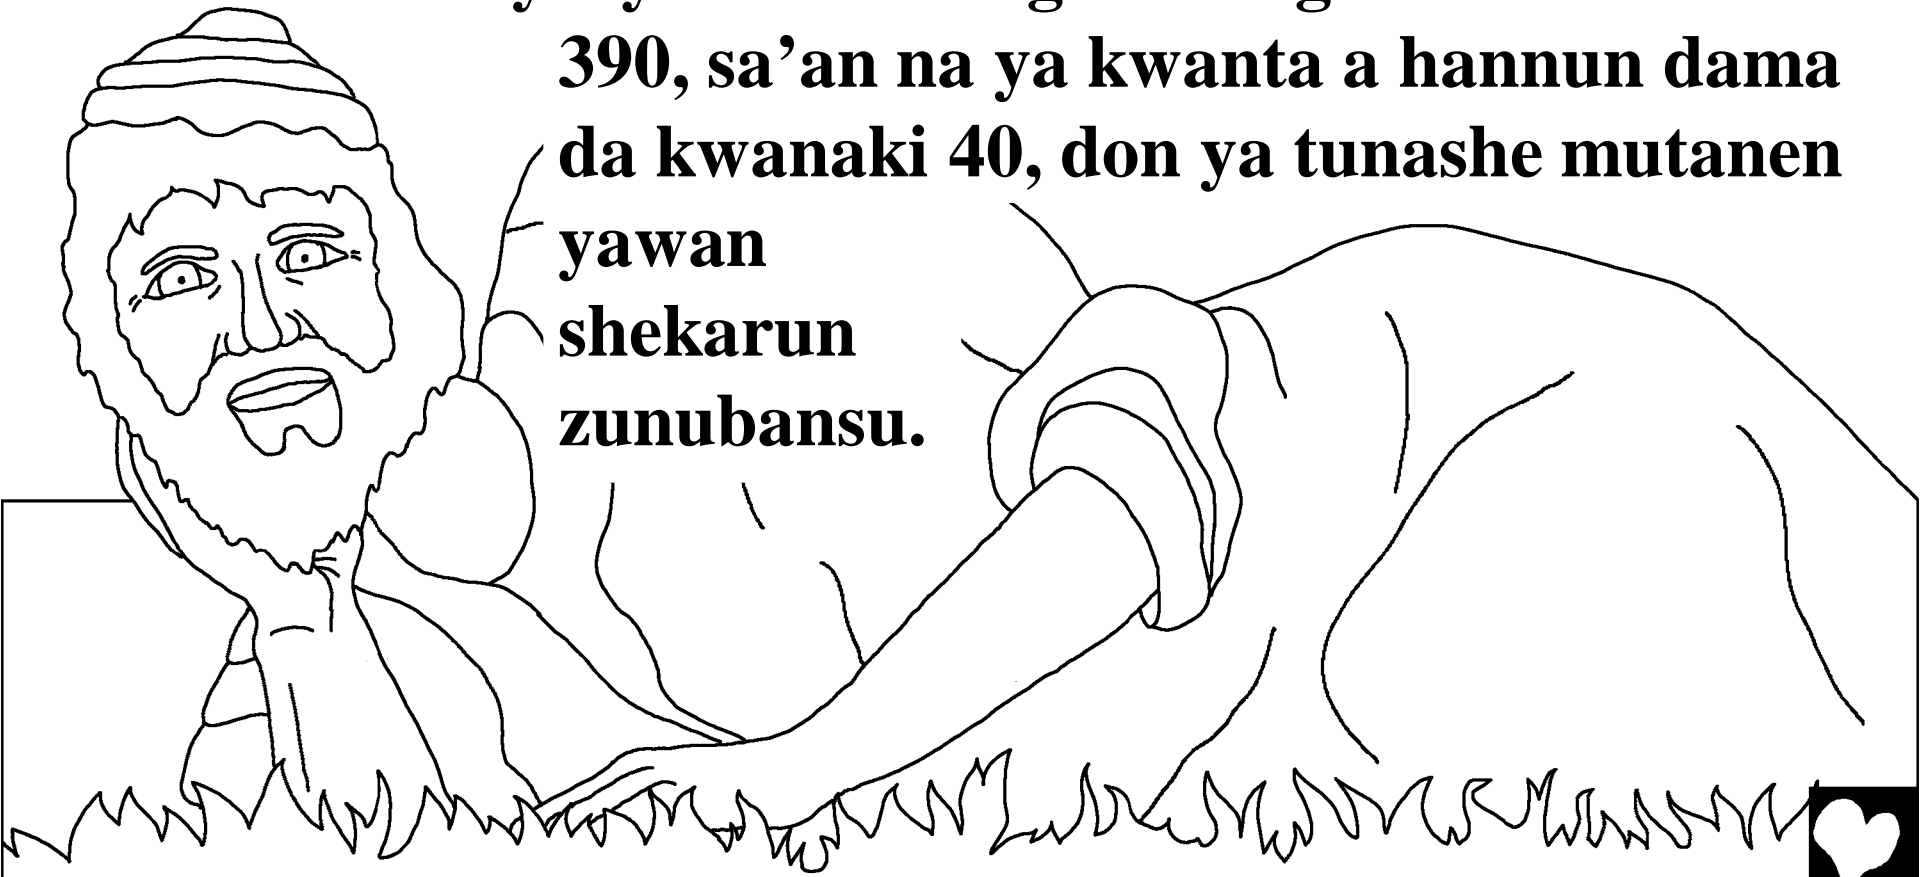 390, sa’an na ya kwanta a hannun dama
da kwanaki 40, don ya tunashe mutanen
yawan
shekarun
zunubansu.